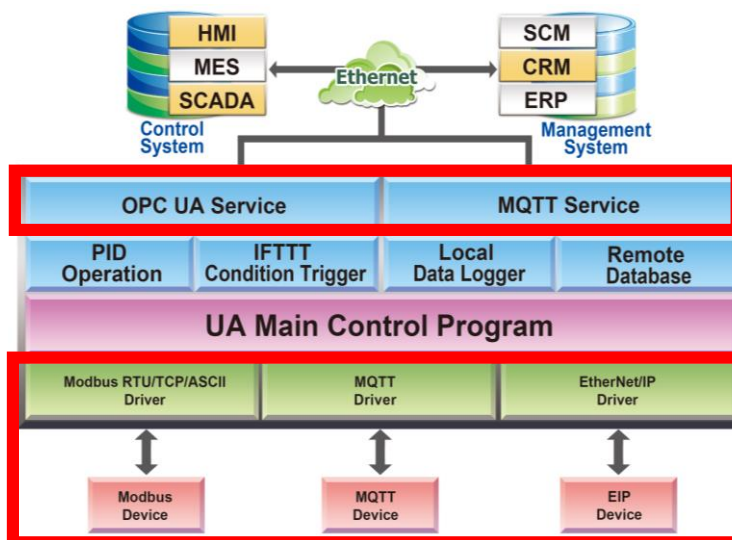 HMI
MES
SCADA
Control
System
Ethernet
SCM
CRM
ERP
Management
System
OPC UA Service
MQTT Service
PID
Operation
IFTTT
Condition Trigger
Local
Data Logger
Remote
Database
UA Main Control Program
Modbus RTU/TCP/ASCII
Driver
MQTT
Driver
EtherNet/IP
Driver
Modbus
Device
MQTT
Device
EIP
Device